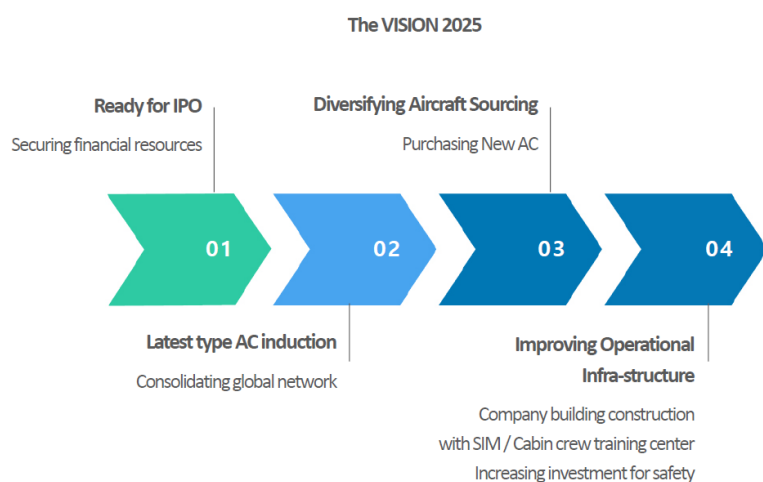 The VISION 2025
Ready for IPO
Securing financial resources
Diversifying Aircraft Sourcing
Purchasing New AC
01
02
03
04
Latest type AC induction
Consolidating global network
Improving Operational
Infra-structure
Company building construction
with SIM / Cabin crew training center
Increasing investment for safety